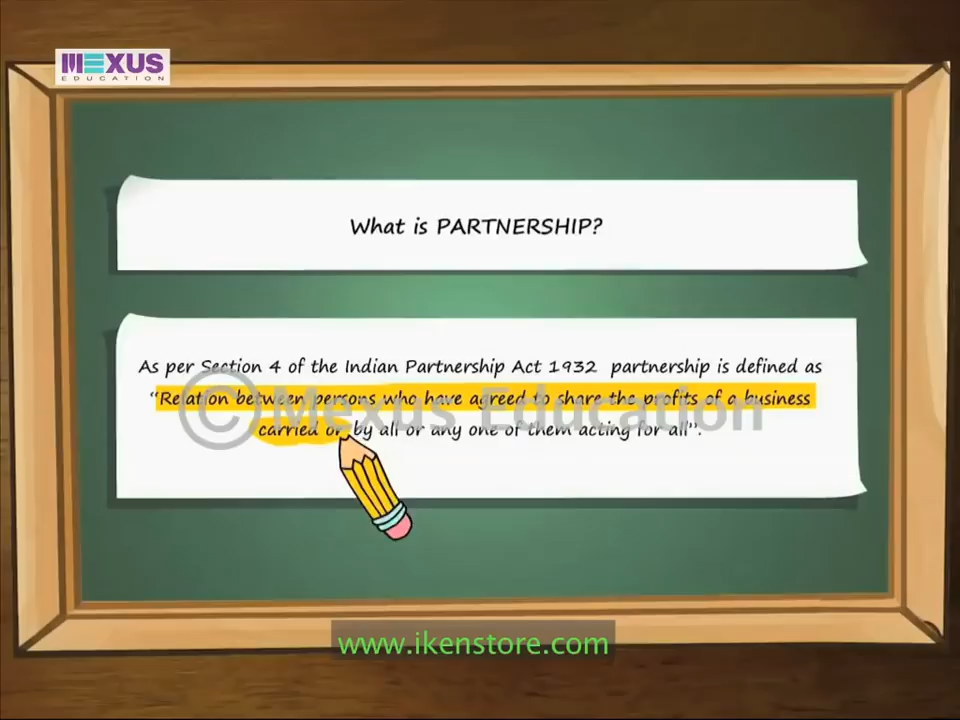 MEXUS
EDUCATION
What is PARTNERSHIP?
As per Section 4 of the Indian Partnership Act 1932 partnership is defined as
“Relation between persons who have agreed to share the profits of a business
carried or by all or any one of them acting for all”.
© Mexus Education
www.ikenstore.com